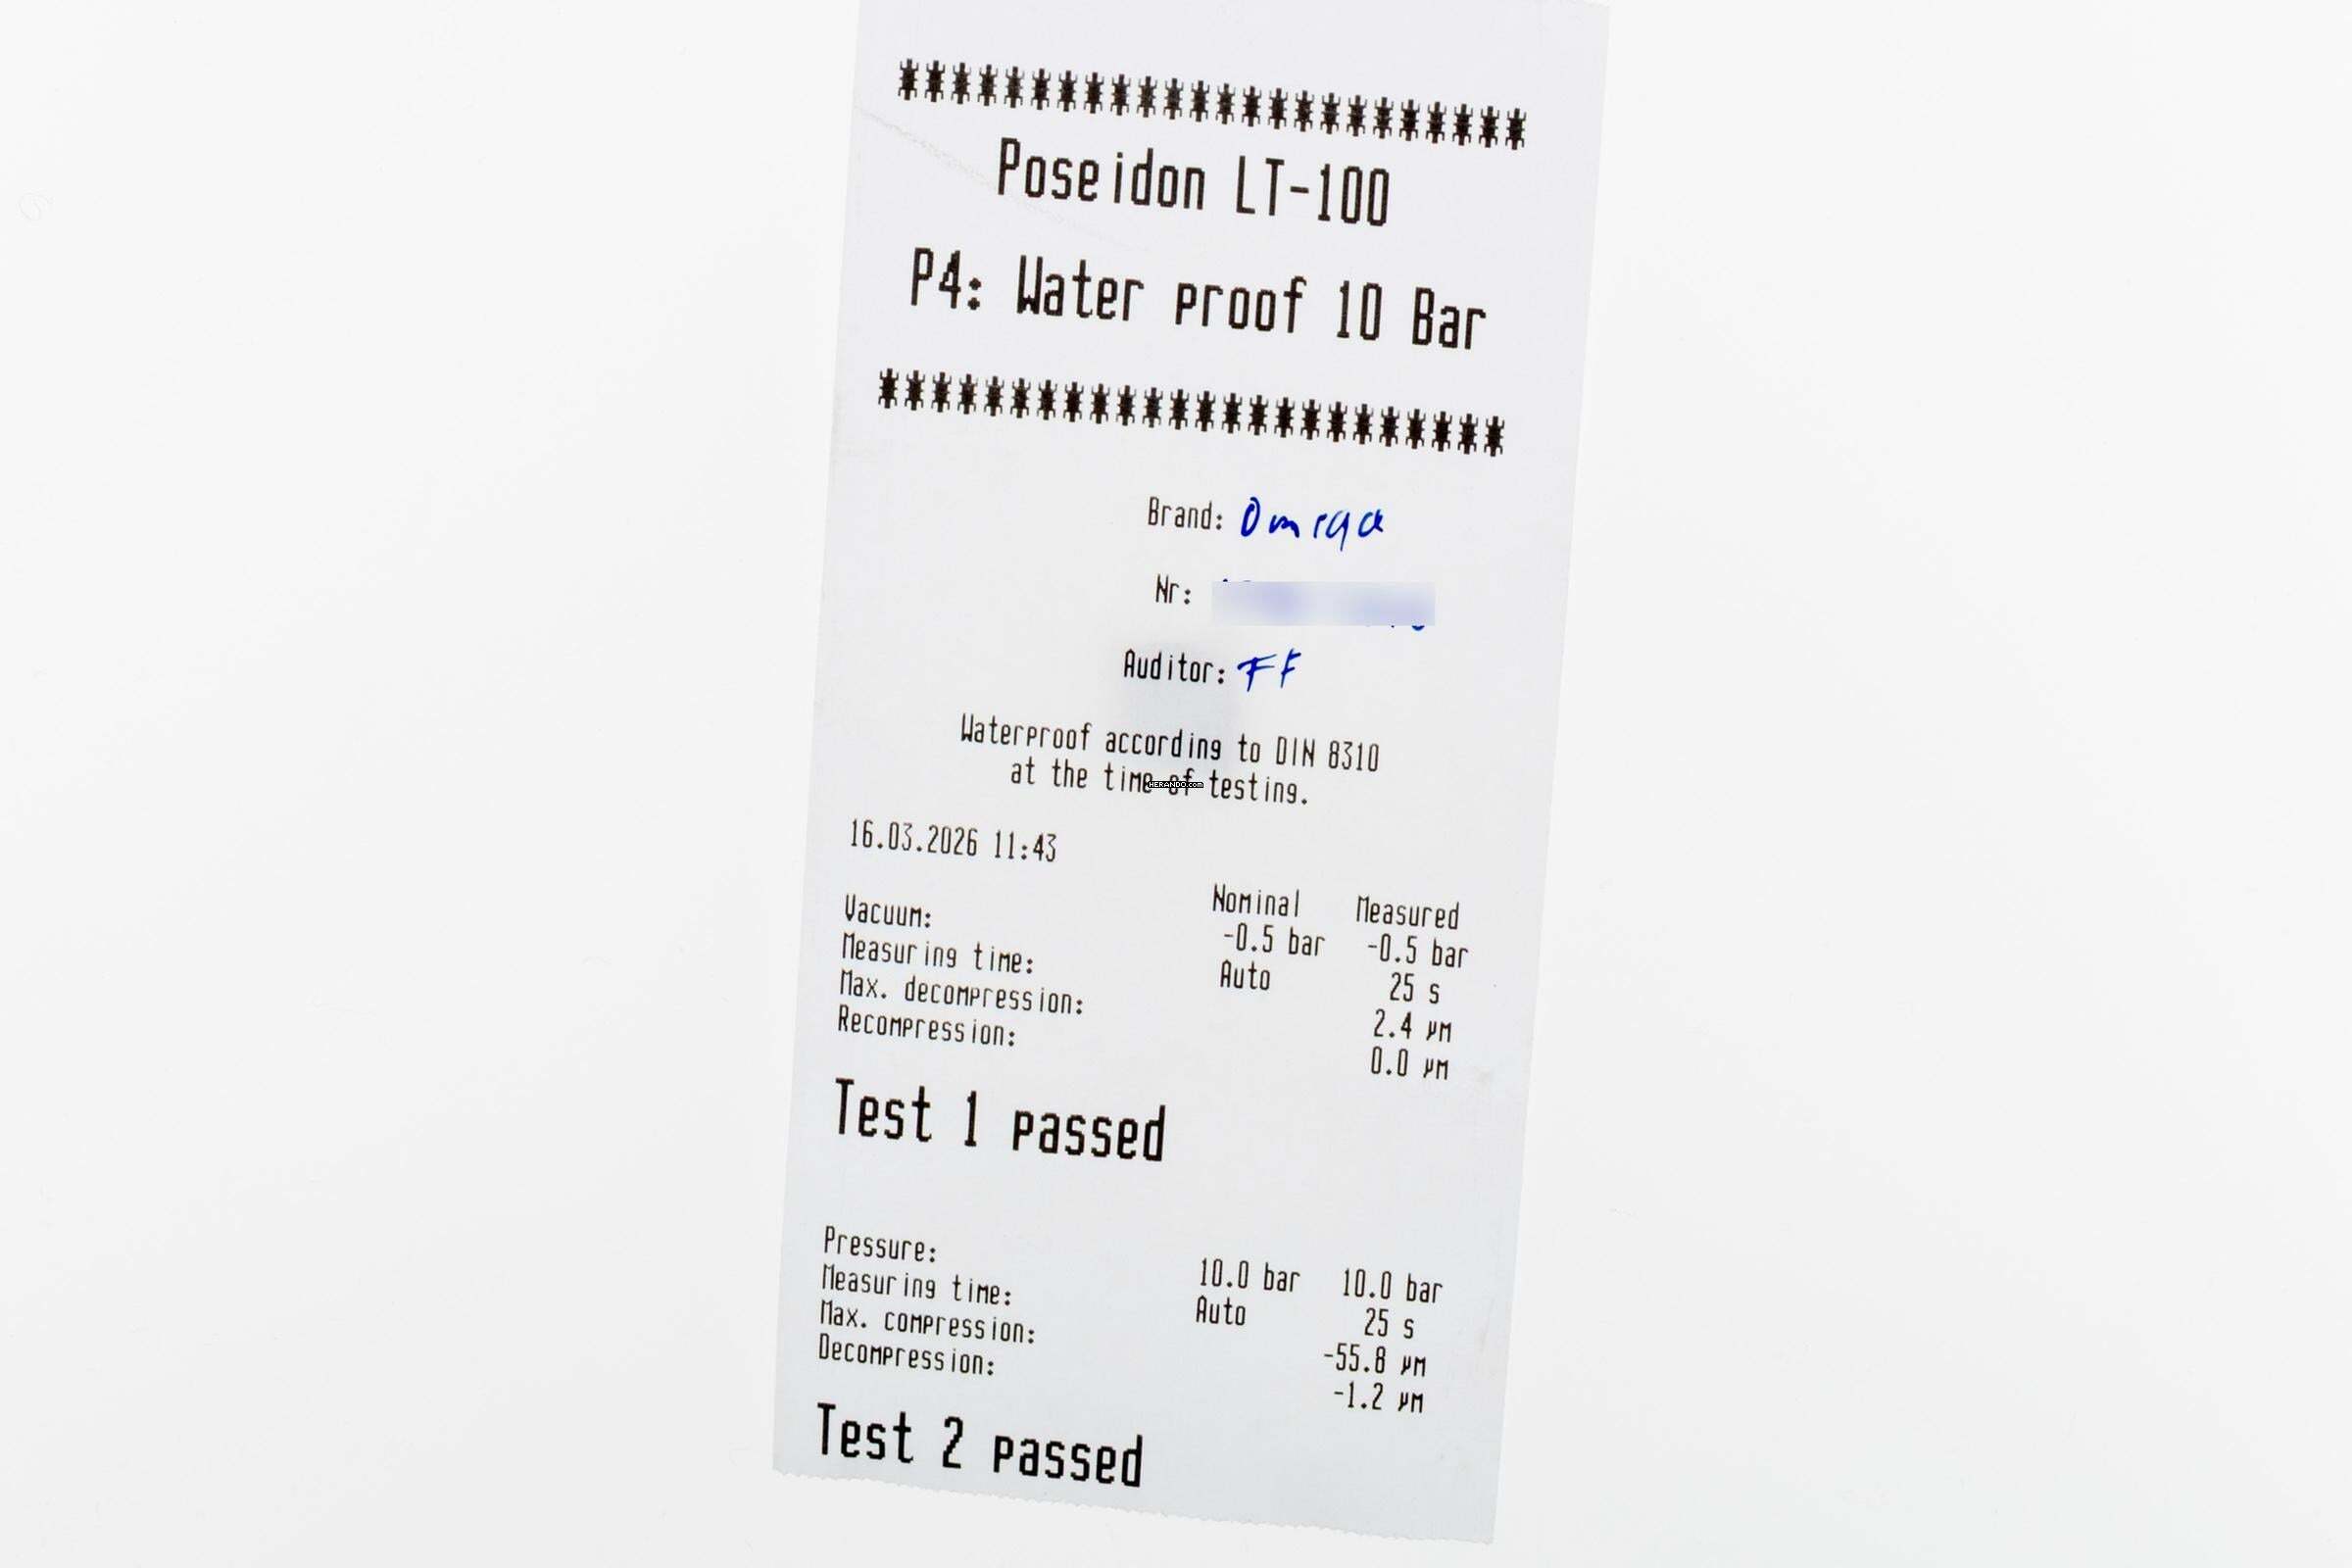 Poseidon LT-100
P4: Water proof 10 Bar
Brand: Omega
Nr:
Auditor: FF
Waterproof according to DIN 8310
at the time of testing.
HERANDO.com
16.03.2026 11:43
Nominal Measured
Vacuum: -0.5 bar -0.5 bar
Measuring time: Auto 25 s
Max. decompression: 2.4 µm
Recompression: 0.0 µm
Test 1 passed
Pressure: 10.0 bar 10.0 bar
Measuring time: Auto 25 s
Max. compression: -55.8 µm
Decompression: -1.2 µm
Test 2 passed